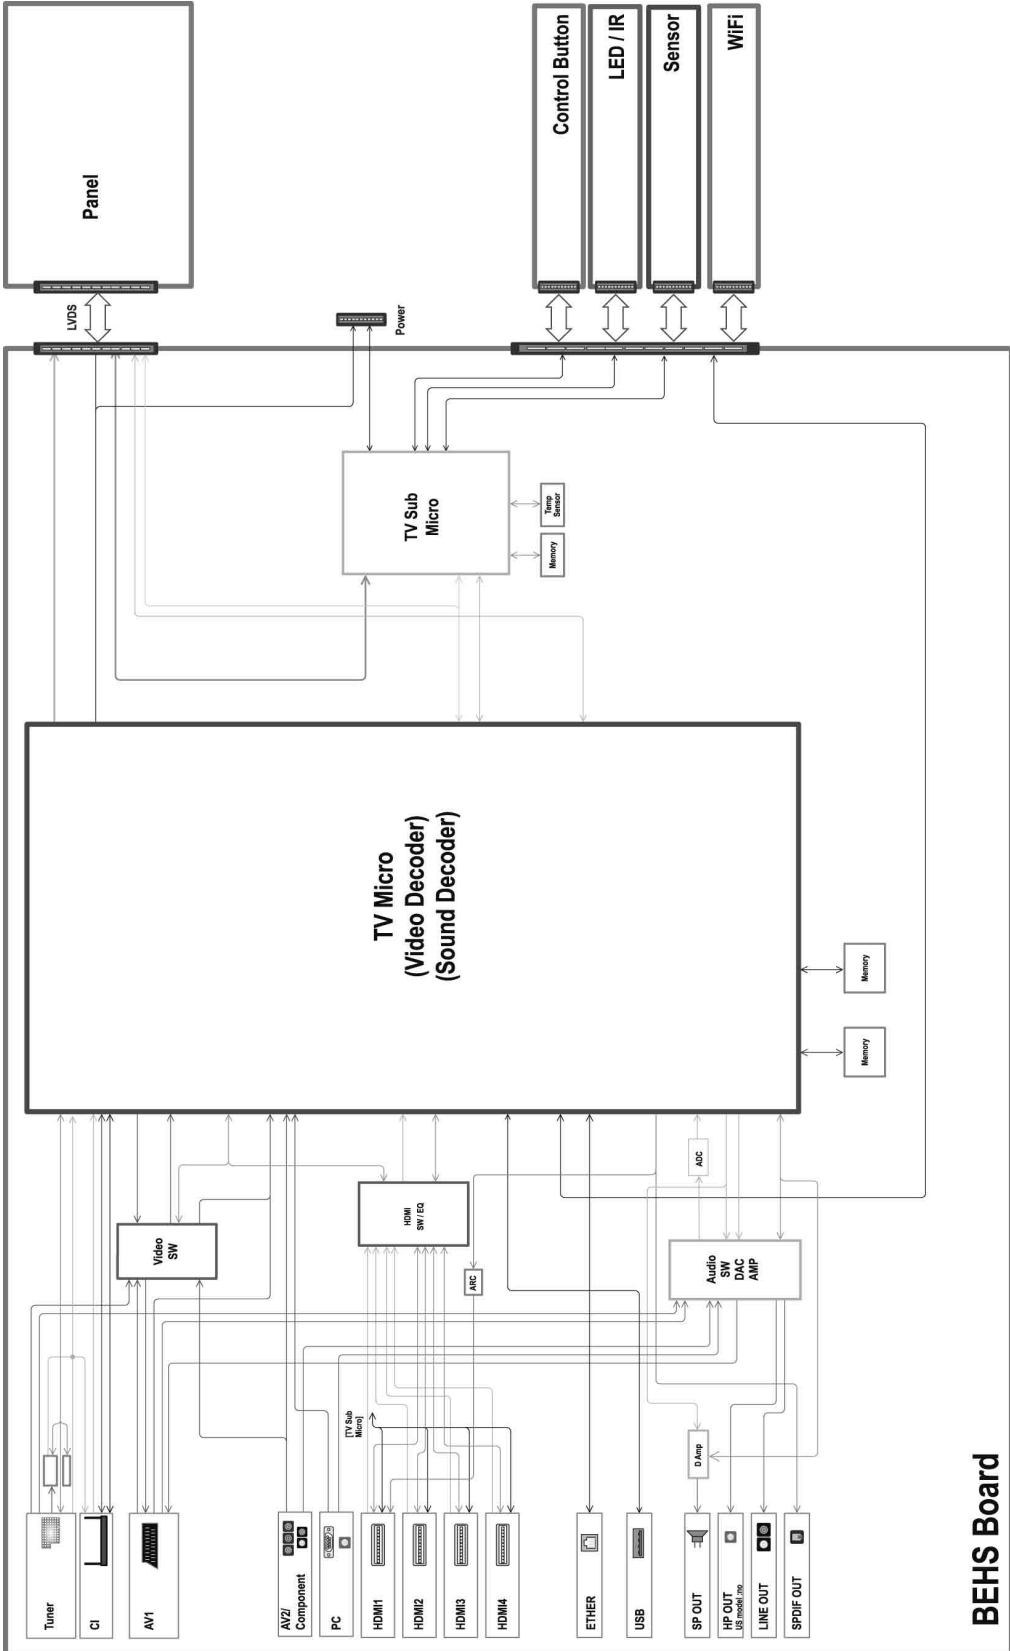 BEHS Board
Tuner
CI
AV1
AV2/
Component
PC
HDMI1
HDMI2
HDMI3
HDMI4
ETHER
USB
SP OUT
HP OUT
US model :no
LINE OUT
SPDIF OUT
[TV Sub
Micro]
D Amp
Video
SW
HDMI
SW / EQ
ARC
ADC
Audio
SW
DAC
AMP
TV Micro
(Video Decoder)
(Sound Decoder)
Memory
Memory
TV Sub
Micro
Memory
Temp
Sensor
Power
LVDS
Panel
Control Button
LED / IR
Sensor
WiFi